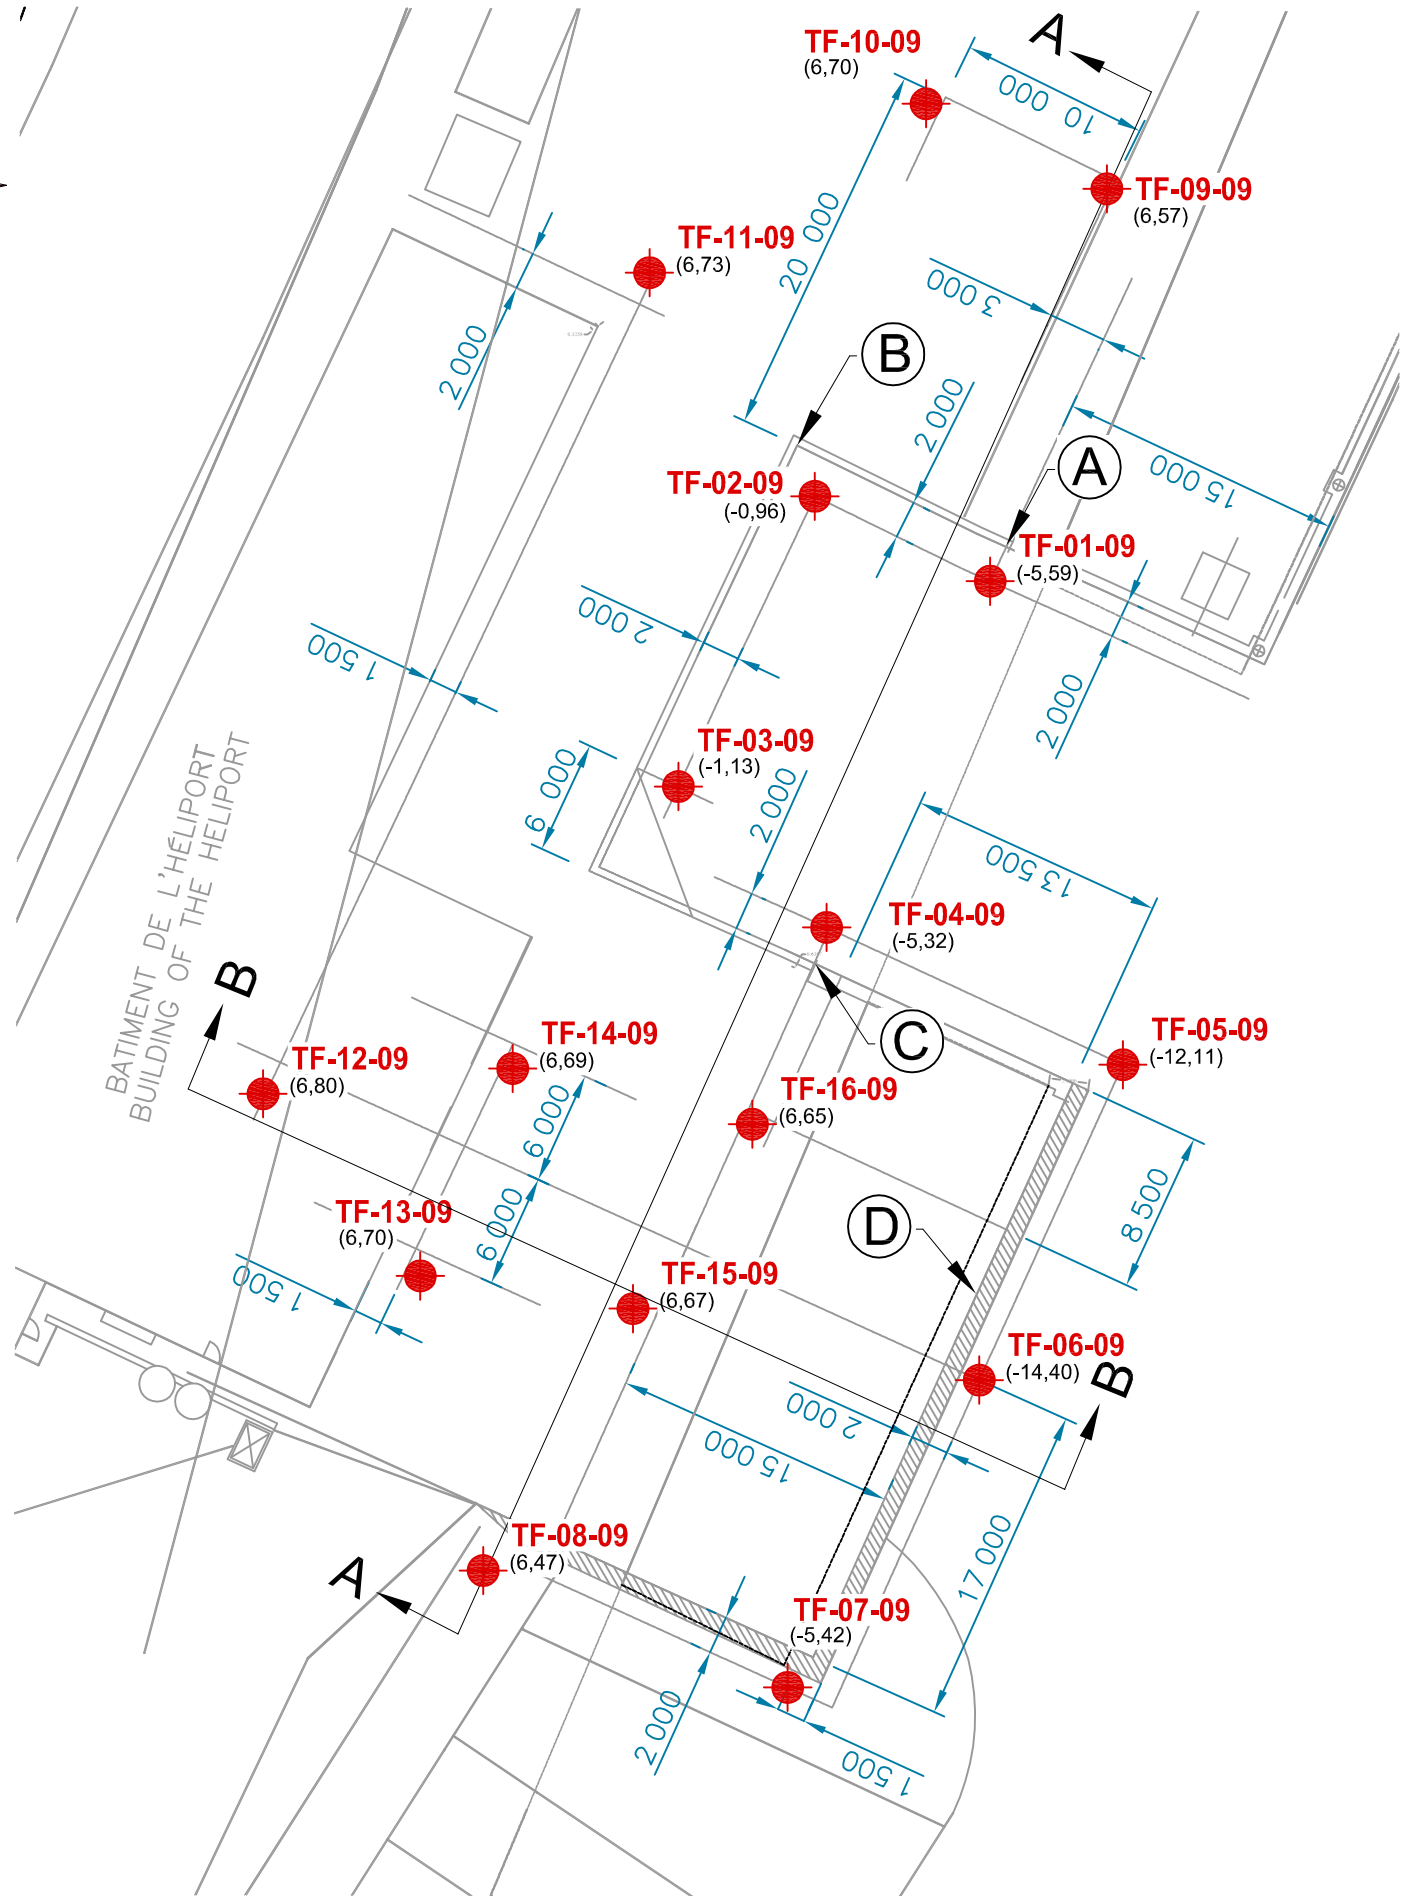 A
TF-10-09
(6,70)
10 000
TF-09-09
(6,57)
20 000
TF-11-09
(6,73)
3 000
2 000
B
2 000
A
15 000
TF-02-09
(-0,96)
TF-01-09
(-5,59)
2 000
1 500
2 000
TF-03-09
(-1,13)
9 000
2 000
13 500
BATIMENT DE L'HÉLIPORT
BUILDING OF THE HELIPORT
TF-04-09
(-5,32)
B
C
TF-14-09
(6,69)
TF-05-09
(-12,11)
TF-12-09
(6,80)
TF-16-09
(6,65)
6 000
8 500
TF-13-09
(6,70)
6 000
D
1 500
TF-15-09
(6,67)
TF-06-09
(-14,40)
B
2 000
15 000
TF-08-09
(6,47)
17 000
A
TF-07-09
(-5,42)
2 000
1 500